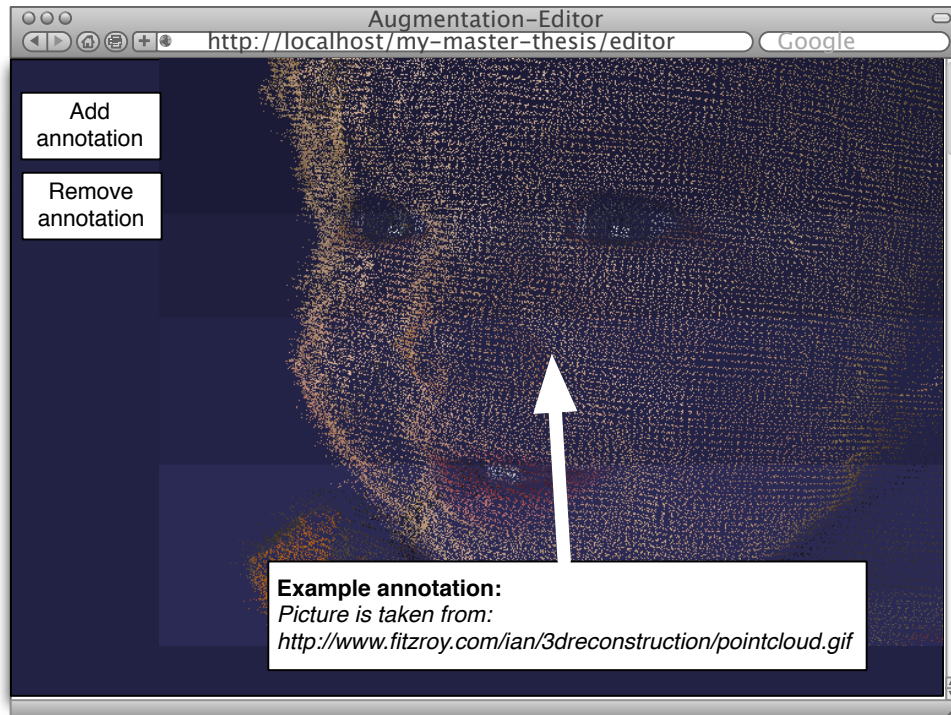 Augmentation-Editor
http://localhost/my-master-thesis/editor
Google
Add
annotation
Remove
annotation
Example annotation:
Picture is taken from:
http://www.fitzroy.com/ian/3dreconstruction/pointcloud.gif